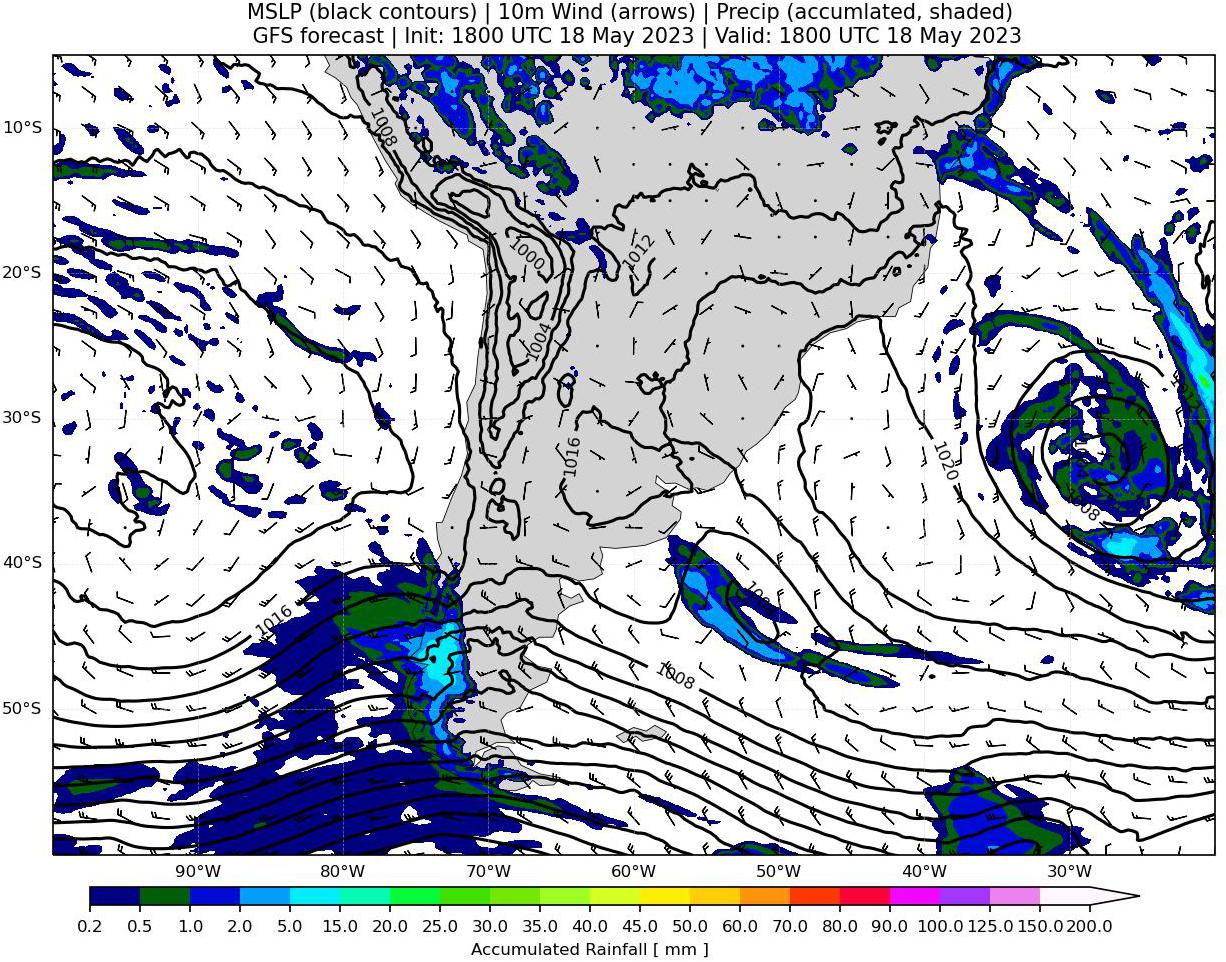 MSLP (black contours) | 10m Wind (arrows) | Precip (accumlated, shaded)
GFS forecast | Init: 1800 UTC 18 May 2023 | Valid: 1800 UTC 18 May 2023
10°S
20°S
30°S
40°S
50°S
1008
1000
1012
1004
1016
1020
1008
1016
1008
90°W
80°W
70°W
60°W
50°W
40°W
30°W
0.2 0.5 1.0 2.0 5.0 10.0 15.0 20.0 25.0 30.0 35.0 40.0 45.0 50.0 60.0 70.0 80.0 90.0 100.0 125.0 150.0 200.0
Accumulated Rainfall [ mm ]